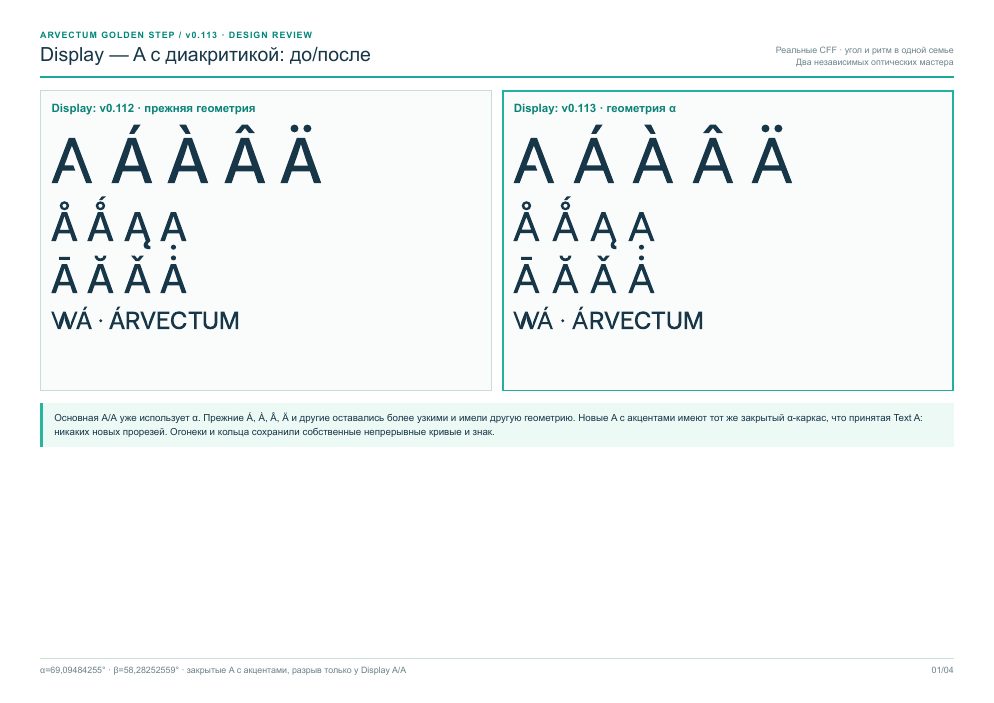 ARVECTUM GOLDEN STEP / v0.113 · DESIGN REVIEW
Display — А с диакритикой: до/после
Реальные CFF · угол и ритм в одной семье
Два независимых оптических мастера
Display: v0.112 · прежняя геометрия
A Á À Â Ä
Å Ǻ Ą Ạ
Ā Ă Ǎ Ȧ
WÁ · ÁRVECTUM
Display: v0.113 · геометрия α
A Á À Â Ä
Å Ǻ Ą Ạ
Ā Ă Ǎ Ȧ
WÁ · ÁRVECTUM
Основная A/А уже использует α. Прежние Á, À, Â, Ä и другие оставались более узкими и имели другую геометрию. Новые A с акцентами имеют тот же закрытый α-каркас, что принятая Text A:
никаких новых прорезей. Огонеки и кольца сохранили собственные непрерывные кривые и знак.
α=69,09484255° · β=58,28252559° · закрытые A с акцентами, разрыв только у Display A/А
01/04